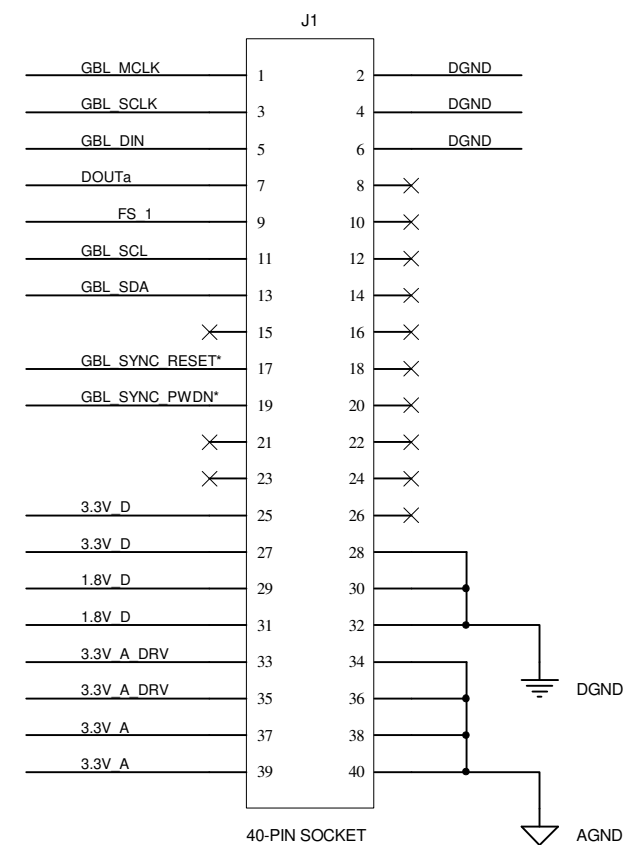 J1
GBL_MCLK 1 2 DGND
GBL_SCLK 3 4 DGND
GBL_DIN 5 6 DGND
DOUTa 7 8
FS_1 9 10
GBL_SCL 11 12
GBL_SDA 13 14
15 16
GBL_SYNC_RESET* 17 18
GBL_SYNC_PWDN* 19 20
21 22
23 24
3.3V_D 25 26
3.3V_D 27 28
1.8V_D 29 30
1.8V_D 31 32
3.3V_A_DRV 33 34
3.3V_A_DRV 35 36
DGND
3.3V_A 37 38
3.3V_A 39 40
40-PIN SOCKET
AGND